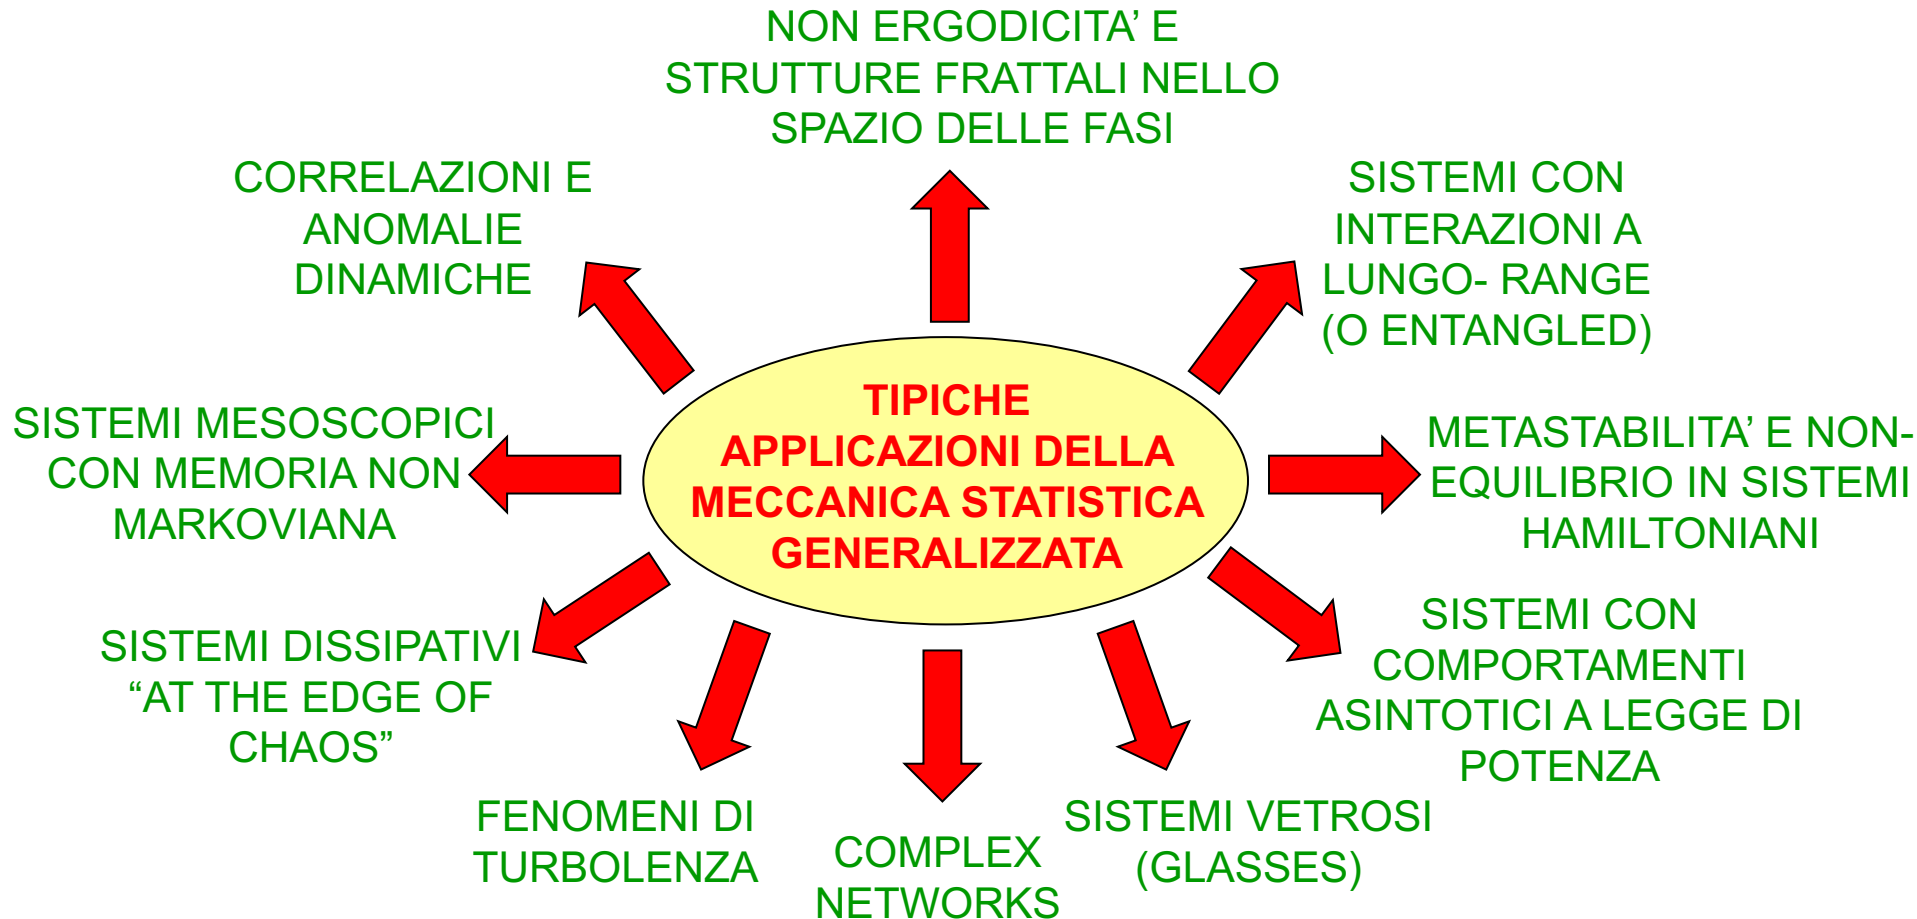 NON ERGODICITA’ E
STRUTTURE FRATTALI NELLO
SPAZIO DELLE FASI
CORRELAZIONI E
ANOMALIE
DINAMICHE
SISTEMI CON
INTERAZIONI A
LUNGO- RANGE
(O ENTANGLED)
TIPICHE
APPLICAZIONI DELLA
MECCANICA STATISTICA
GENERALIZZATA
SISTEMI MESOSCOPICI
CON MEMORIA NON
MARKOVIANA
METASTABILITA’ E NON-
EQUILIBRIO IN SISTEMI
HAMILTONIANI
SISTEMI DISSIPATIVI
“AT THE EDGE OF
CHAOS”
SISTEMI CON
COMPORTAMENTI
ASINTOTICI A LEGGE DI
POTENZA
FENOMENI DI
TURBOLENZA
COMPLEX
NETWORKS
SISTEMI VETROSI
(GLASSES)